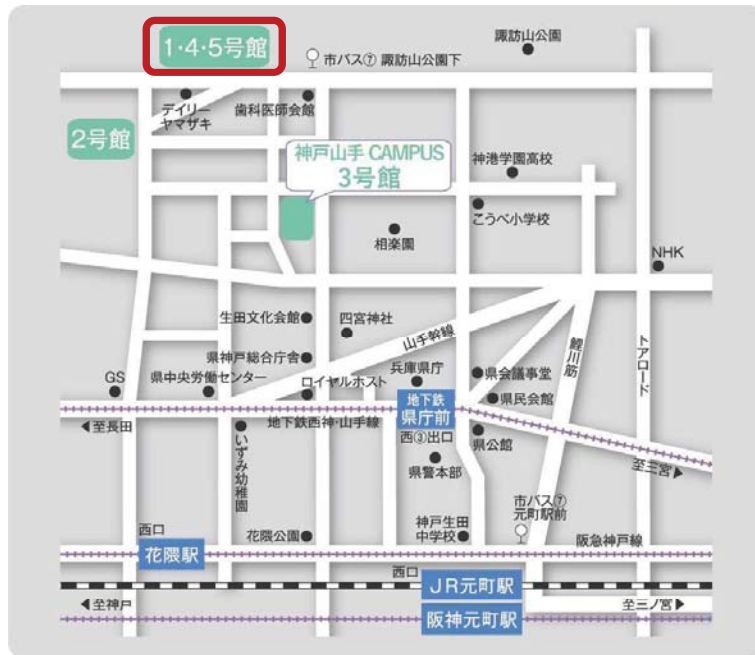 1・4・5号館
市バス⑦ 諏訪山公園下
諏訪山公園
デイリー
ヤマザキ
歯科医師会館
2号館
神戸山手 CAMPUS
3号館
神港学園高校
こうべ小学校
相楽園
NHK
生田文化会館
四宮神社
山手幹線
鯉川筋
トアロード
県神戸総合庁舎
兵庫県庁
県会議事堂
GS
県中央労働センター
ロイヤルホスト
地下鉄
県庁前
県民会館
◀至長田
地下鉄西神・山手線
西③出口
県公館
いずみ幼稚園
県警本部
至三宮▶
市バス⑦
元町駅前
西口
花隈公園
神戸生田
中学校
阪急神戸線
花隈駅
西口
JR元町駅
◀至神戸
至三ノ宮▶
阪神元町駅